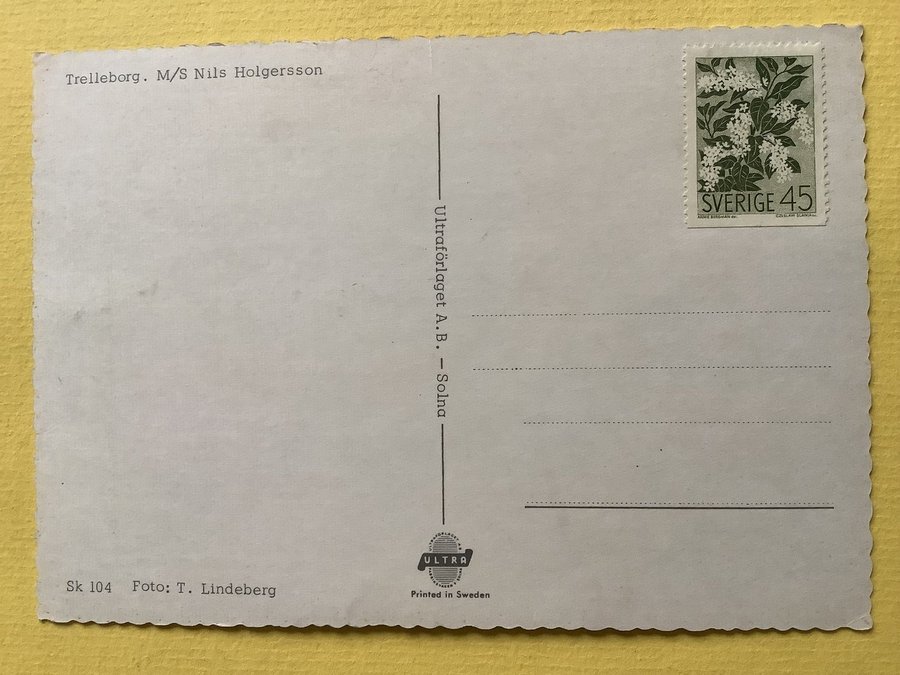 Trelleborg. M/S Nils Holgersson
SVERIGE 45
Ultraförlaget A.B. — Solna
ULTRA
Printed in Sweden
Sk 104 Foto: T. Lindeberg